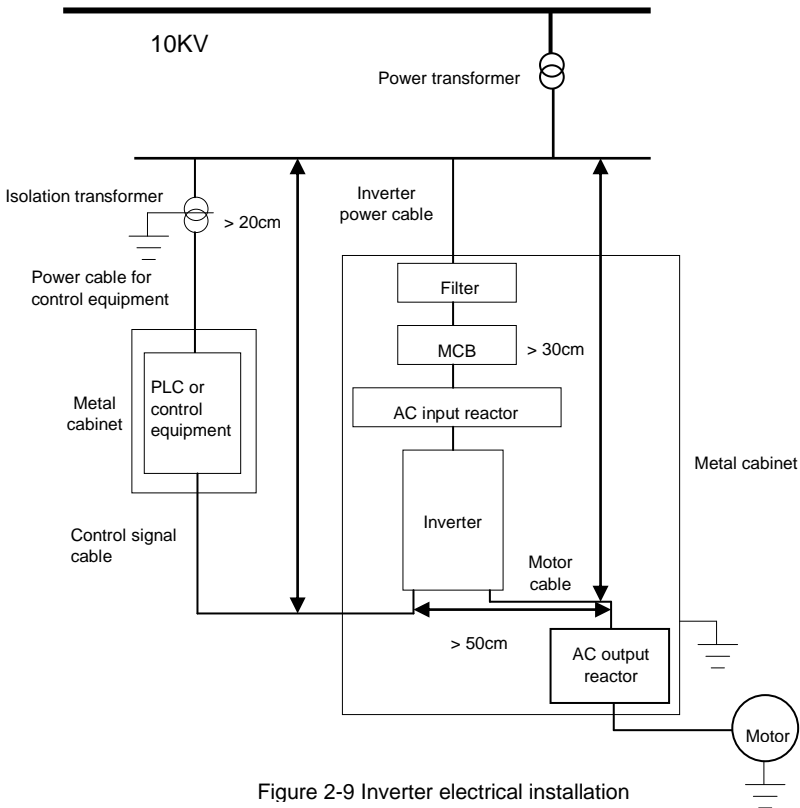 10KV
Power transformer
Isolation transformer
> 20cm
Inverter
power cable
Power cable for
control equipment
Filter
MCB
> 30cm
PLC or
control
equipment
Metal
cabinet
AC input reactor
Metal cabinet
Inverter
Control signal
cable
Motor
cable
> 50cm
AC output
reactor
Motor
Figure 2-9 Inverter electrical installation